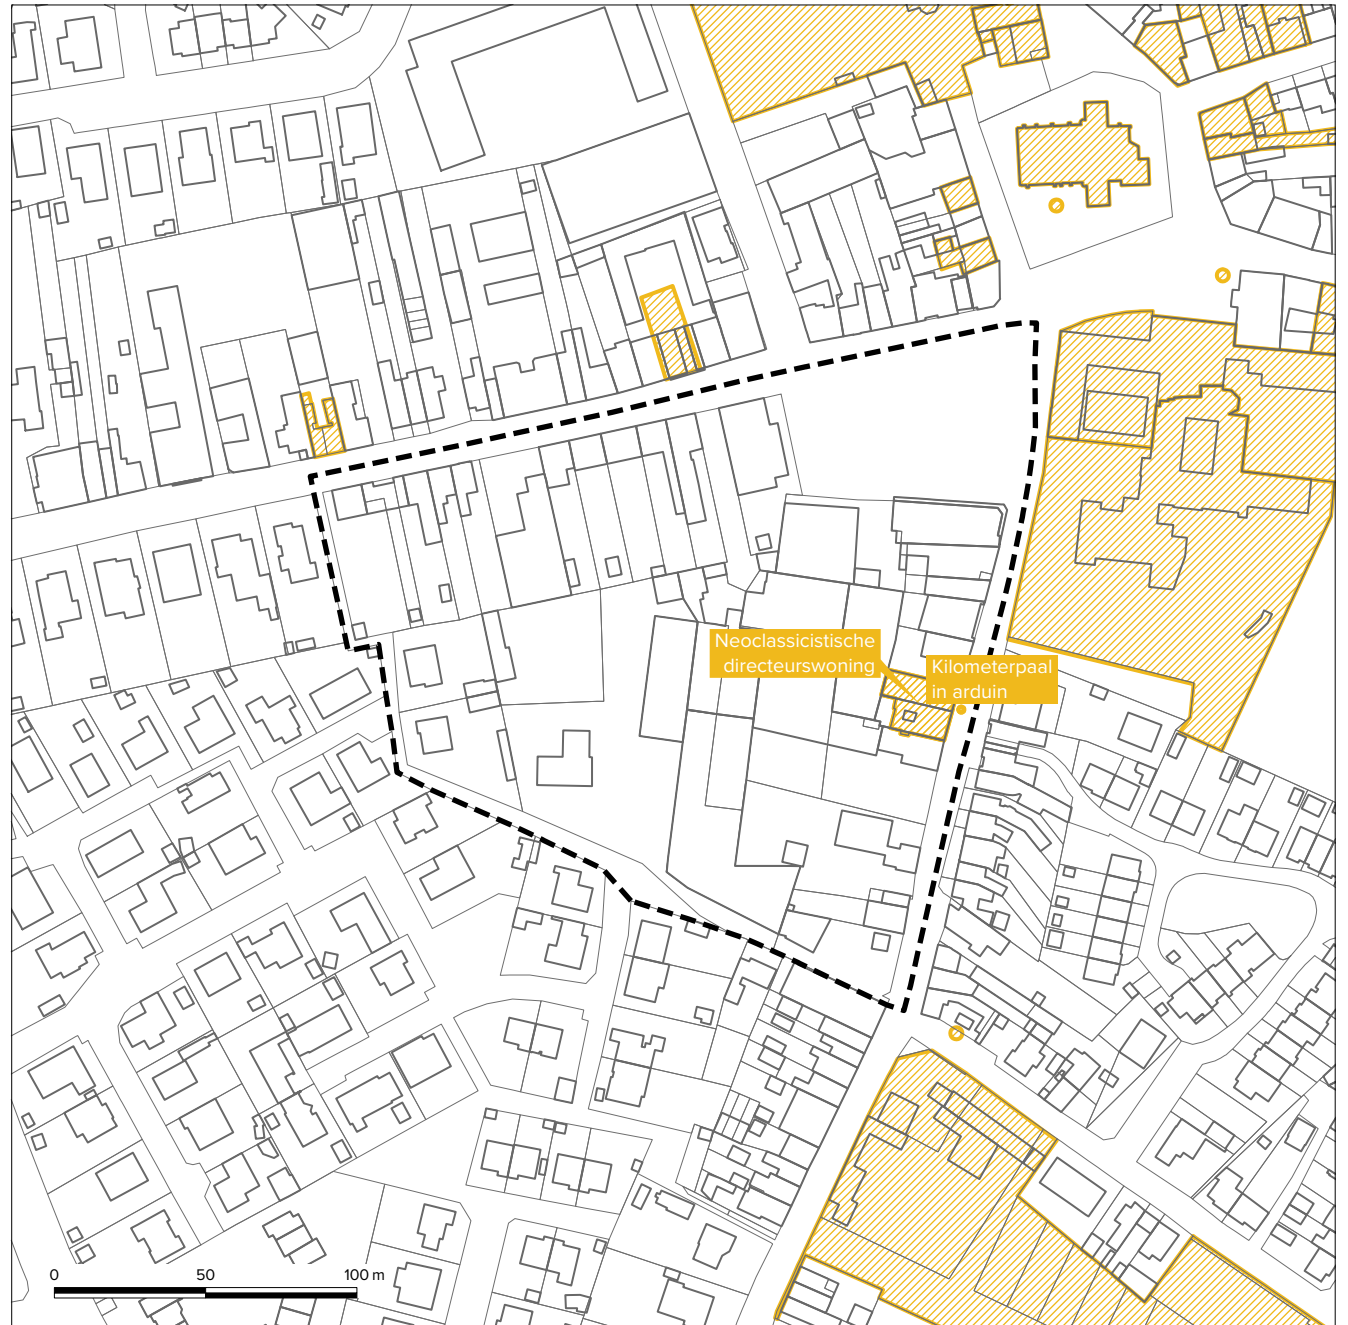 Neoclassicistische
directeurswoning
Kilometerpaal
in arduin
0 50 100 m